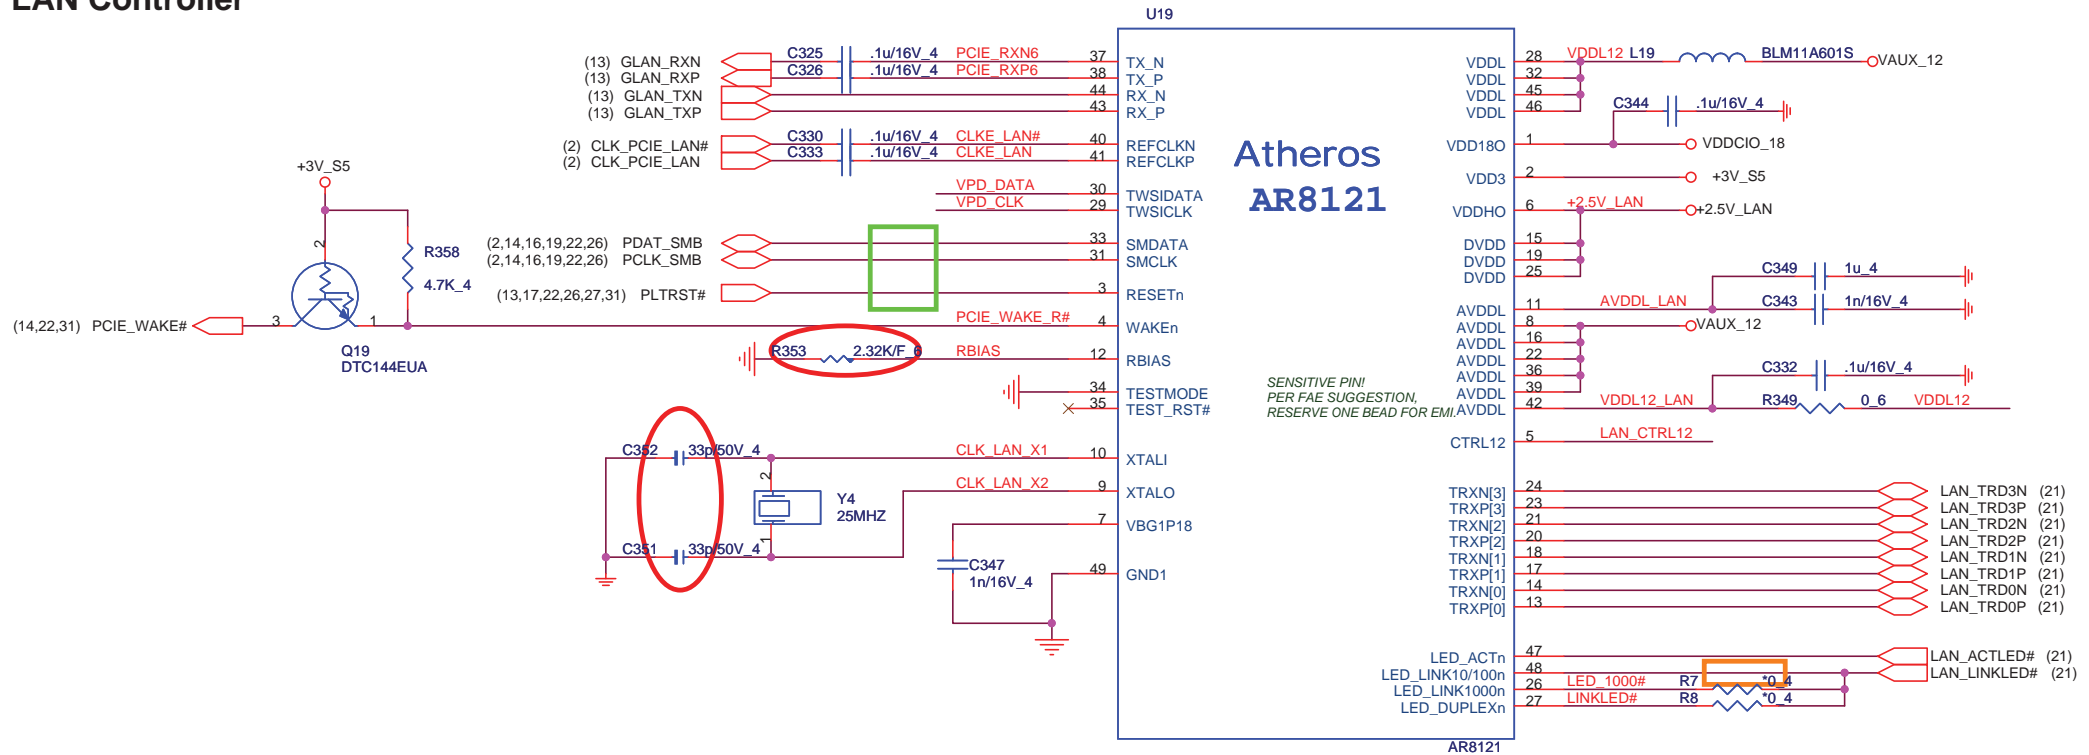 LAN Controller
U19
(13) GLAN_RXN C325 .1u/16V_4 PCIE_RXN6 37 TX_N
(13) GLAN_RXP C326 .1u/16V_4 PCIE_RXP6 38 TX_P
(13) GLAN_TXN 44 RX_N
(13) GLAN_TXP 43 RX_P
(2) CLK_PCIE_LAN# C330 .1u/16V_4 CLKE_LAN# 40 REFCLKN
(2) CLK_PCIE_LAN C333 .1u/16V_4 CLKE_LAN 41 REFCLKP
VPD_DATA 30 TWSIDATA
VPD_CLK 29 TWSICLK
(2,14,16,19,22,26) PDAT_SMB 33 SMDATA
(2,14,16,19,22,26) PCLK_SMB 31 SMCLK
(13,17,22,26,27,31) PLTRST# 3 RESETn
+3V_S5
2
R358
4.7K_4
(14,22,31) PCIE_WAKE# 3 1 PCIE_WAKE_R# 4 WAKEn
Q19
DTC144EUA
R353 2.32K/F_6 RBIAS 12 RBIAS
34 TESTMODE
35 TEST_RST#
C352 33p/50V_4 CLK_LAN_X1 10 XTALI
2
CLK_LAN_X2 9 XTALO
Y4
25MHZ
1
C351 33p/50V_4
7 VBG1P18
C347
1n/16V_4
49 GND1
Atheros
AR8121
SENSITIVE PIN!
PER FAE SUGGESTION,
RESERVE ONE BEAD FOR EMI.
VDDL 28 VDDL12 L19 BLM11A601S VAUX_12
VDDL 32
VDDL 45
VDDL 46
C344 .1u/16V_4
VDD18O 1 VDDCIO_18
VDD3 2 +3V_S5
VDDHO 6 +2.5V_LAN +2.5V_LAN
DVDD 15
DVDD 19
DVDD 25
C349 1u_4
AVDDL 11 AVDDL_LAN C343 1n/16V_4
AVDDL 8 VAUX_12
AVDDL 16
AVDDL 22
AVDDL 36
AVDDL 39
C332 .1u/16V_4
AVDDL 42 VDDL12_LAN R349 0_6 VDDL12
CTRL12 5 LAN_CTRL12
TRXN[3] 24 LAN_TRD3N (21)
TRXP[3] 23 LAN_TRD3P (21)
TRXN[2] 21 LAN_TRD2N (21)
TRXP[2] 20 LAN_TRD2P (21)
TRXN[1] 18 LAN_TRD1N (21)
TRXP[1] 17 LAN_TRD1P (21)
TRXN[0] 14 LAN_TRD0N (21)
TRXP[0] 13 LAN_TRD0P (21)
LED_ACTn 47 LAN_ACTLED# (21)
LED_LINK10/100n 48 LAN_LINKLED# (21)
LED_LINK1000n 26 LED_1000# R7 *0_4
LED_DUPLEXn 27 LINKLED# R8 *0_4
AR8121